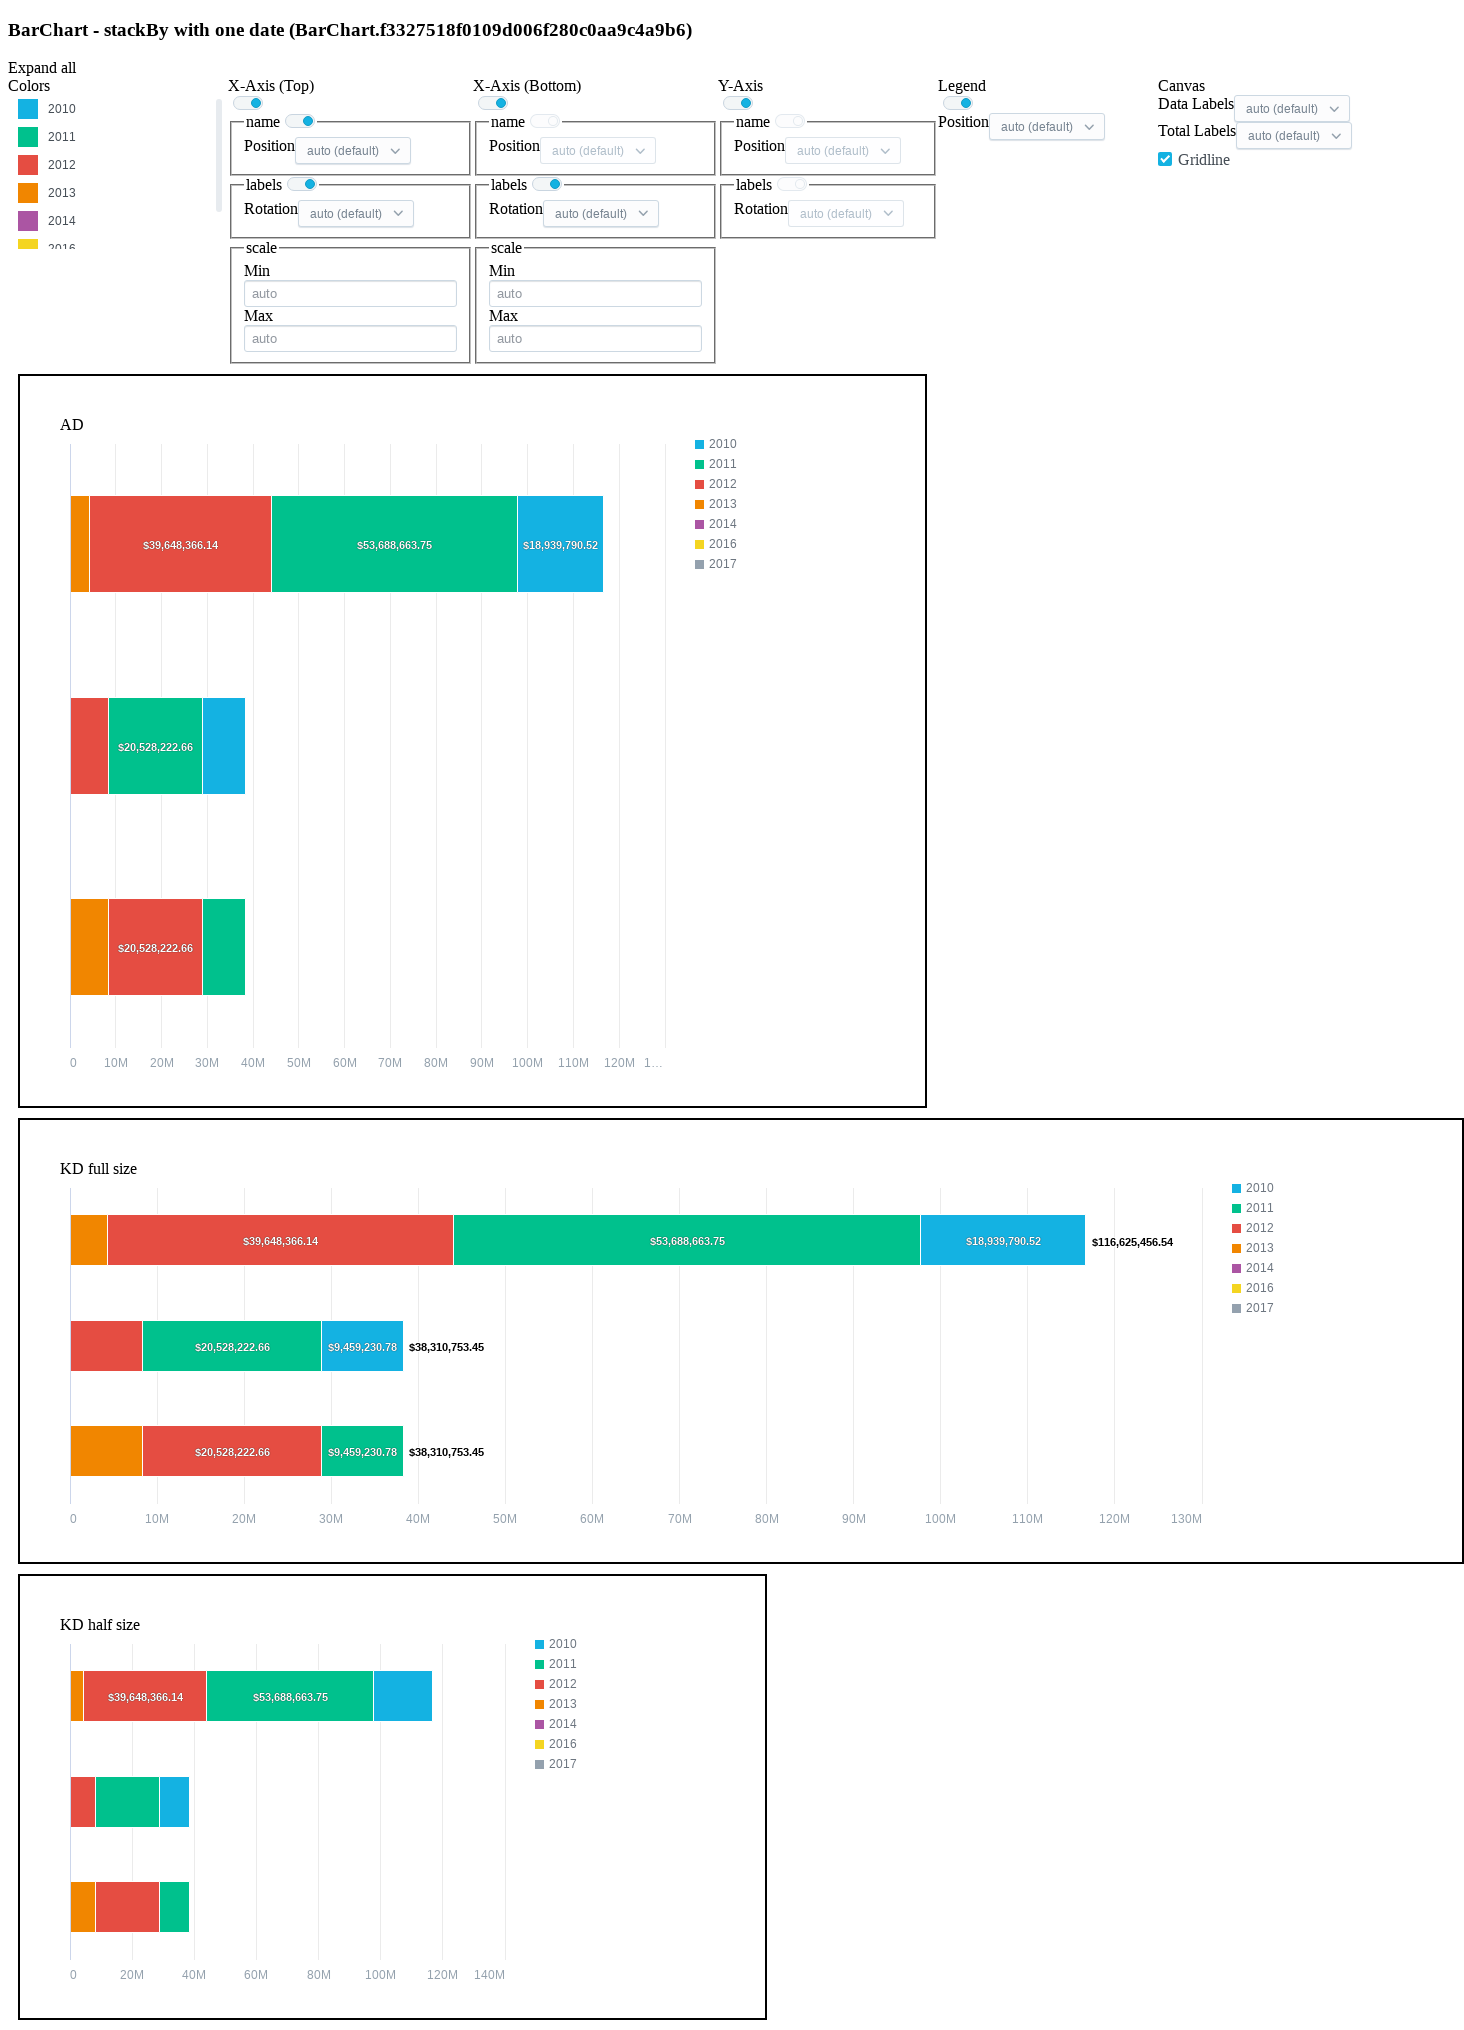 BarChart - stackBy with one date (BarChart.f3327518f0109d006f280c0aa9c4a9b6)
Expand all
Colors
2010
2011
2012
2013
2014
2016
X-Axis (Top)
name
Position auto (default)
labels
Rotation auto (default)
scale
Min
auto
Max
auto
X-Axis (Bottom)
name
Position auto (default)
labels
Rotation auto (default)
scale
Min
auto
Max
auto
Y-Axis
name
Position auto (default)
labels
Rotation auto (default)
Legend
Position auto (default)
Canvas
Data Labels auto (default)
Total Labels auto (default)
Gridline
AD
$39,648,366.14 $53,688,663.75 $18,939,790.52
$20,528,222.66
$20,528,222.66
0 10M 20M 30M 40M 50M 60M 70M 80M 90M 100M 110M 120M 1...
2010
2011
2012
2013
2014
2016
2017
KD full size
$39,648,366.14 $53,688,663.75 $18,939,790.52 $116,625,456.54
$20,528,222.66 $9,459,230.78 $38,310,753.45
$20,528,222.66 $9,459,230.78 $38,310,753.45
0 10M 20M 30M 40M 50M 60M 70M 80M 90M 100M 110M 120M 130M
2010
2011
2012
2013
2014
2016
2017
KD half size
$39,648,366.14 $53,688,663.75
0 20M 40M 60M 80M 100M 120M 140M
2010
2011
2012
2013
2014
2016
2017